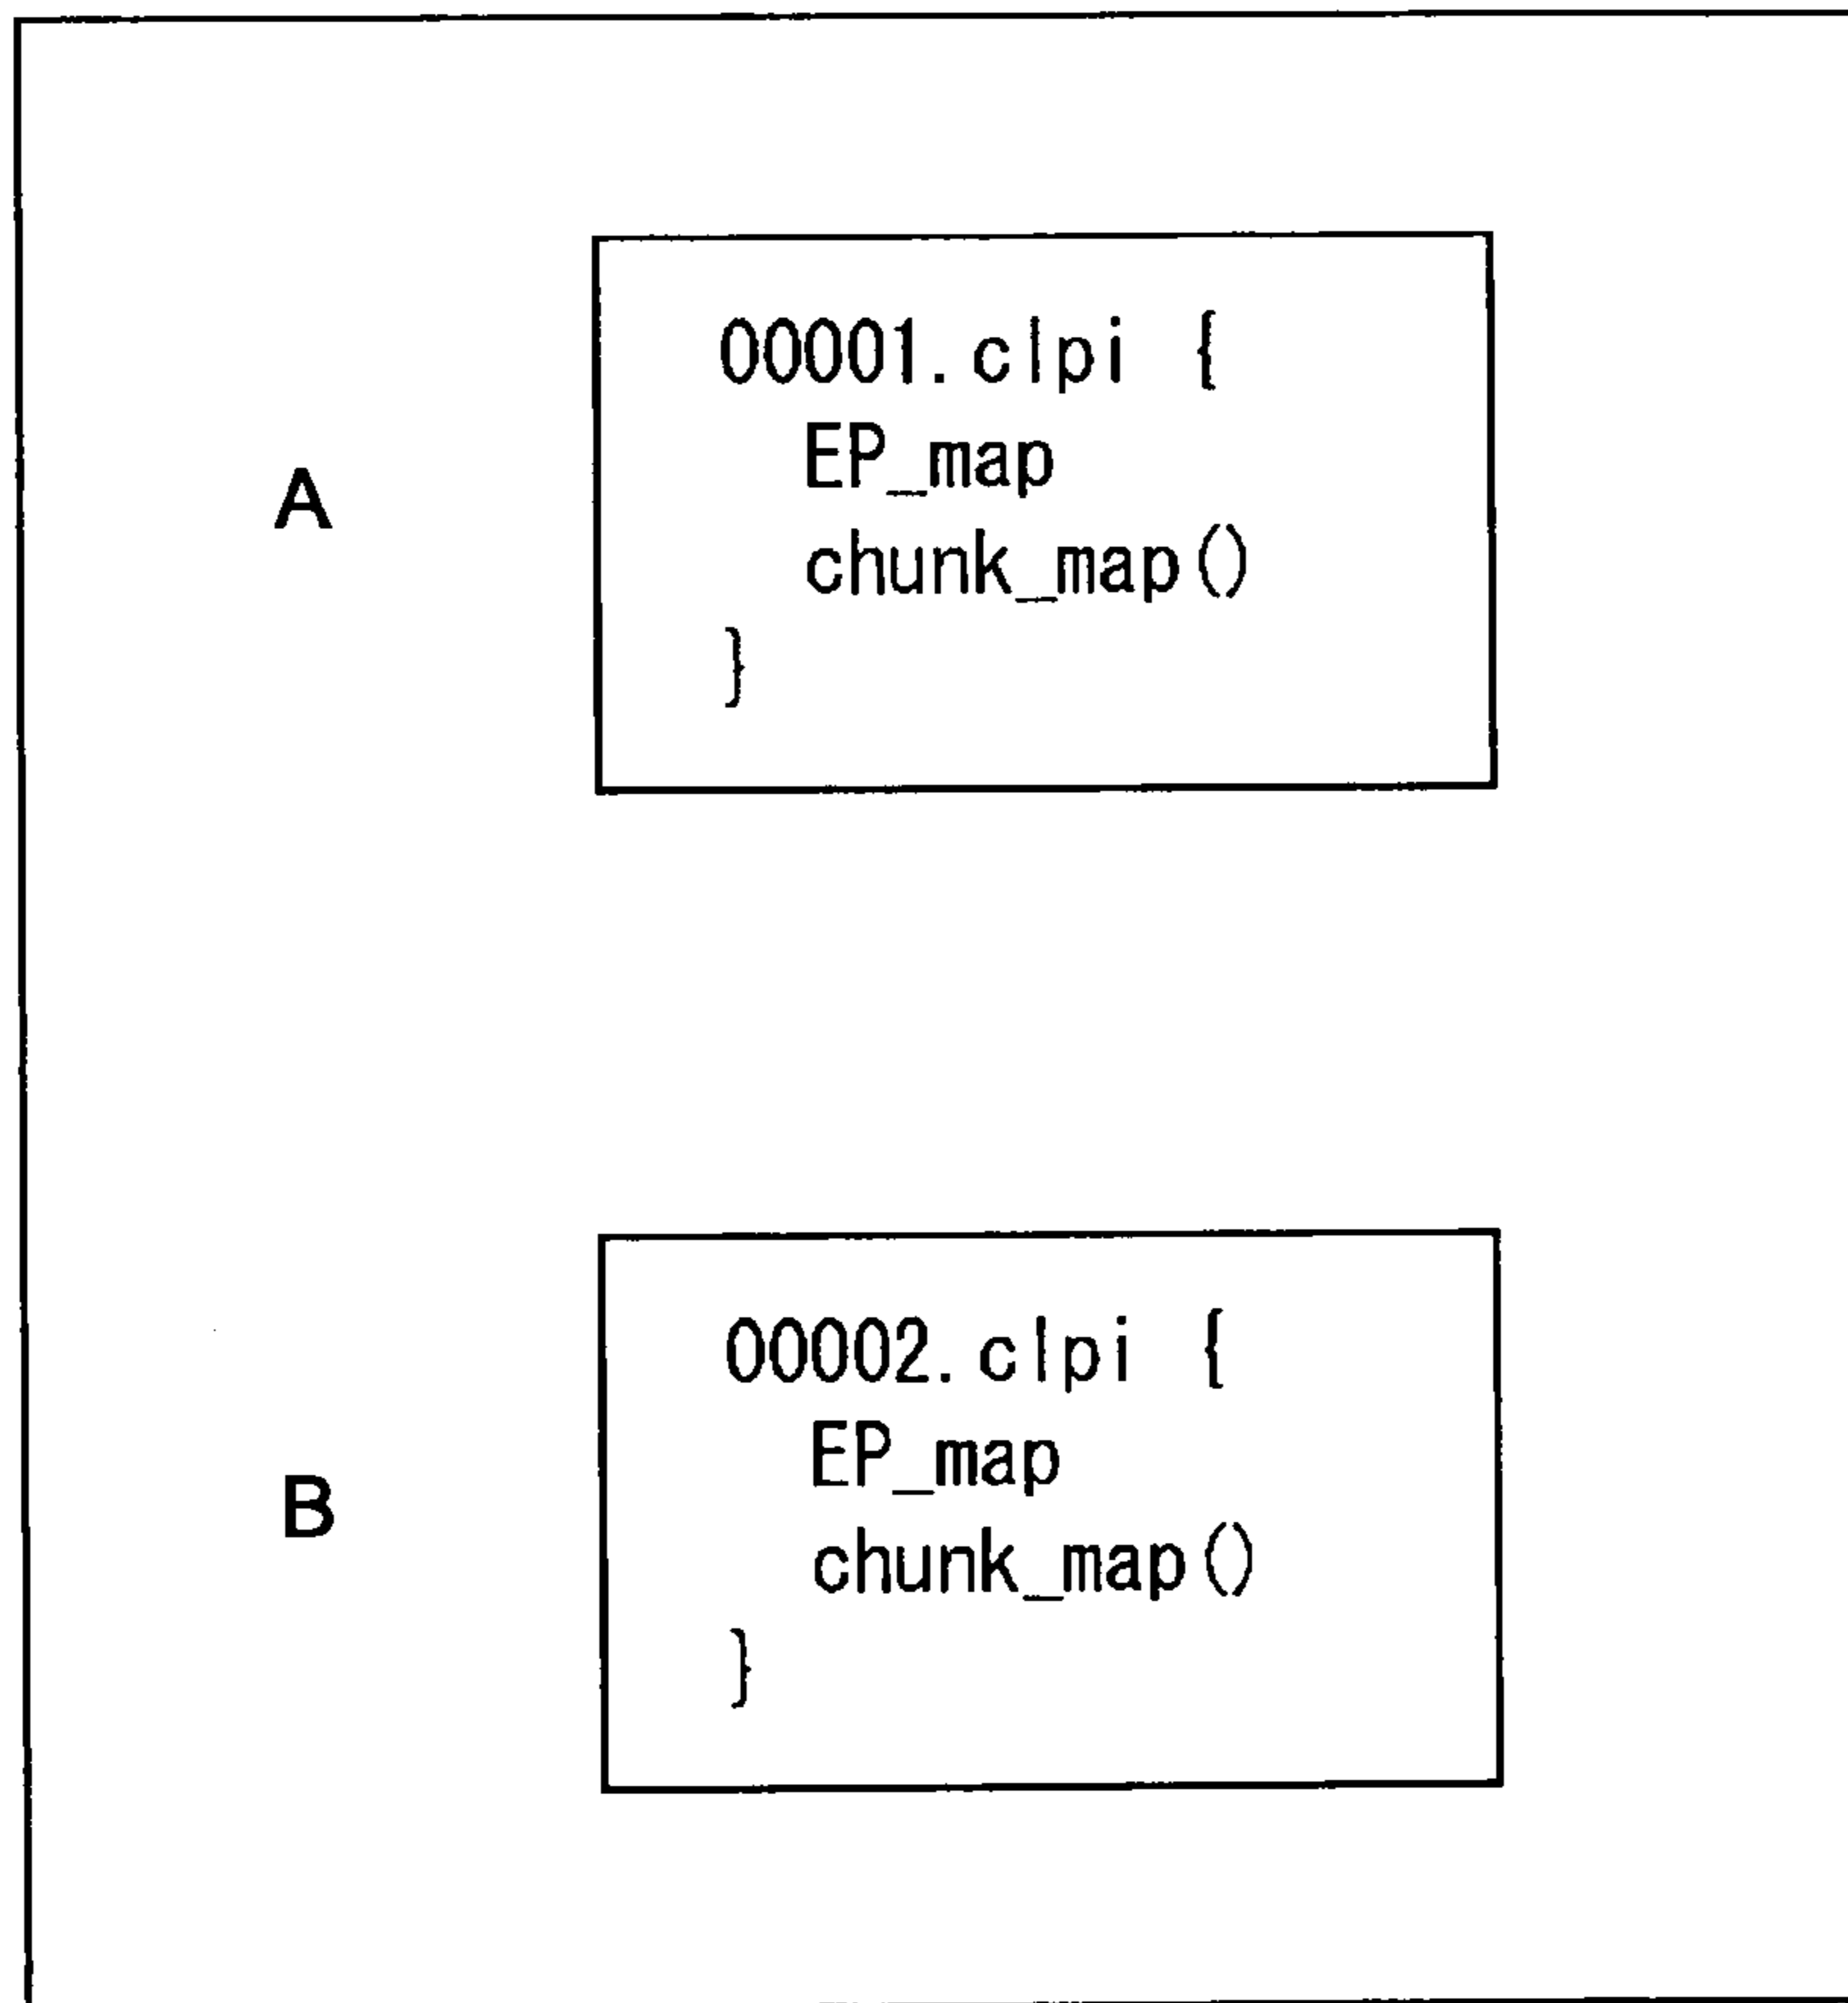 A
00001.clpi {
EP_map
chunk_map()
}
B
00002.clpi {
EP_map
chunk_map()
}